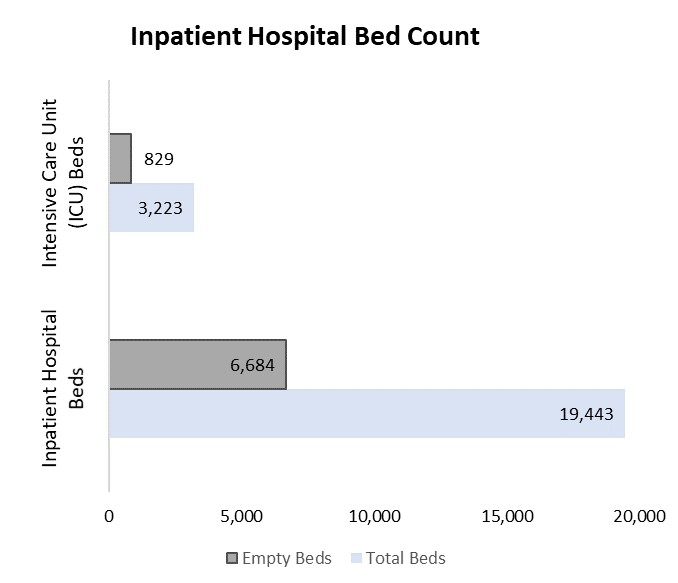 Inpatient Hospital Bed Count
Intensive Care Unit
(ICU) Beds
829
3,223
Inpatient Hospital
Beds
6,684
19,443
0 5,000 10,000 15,000 20,000
Empty Beds Total Beds